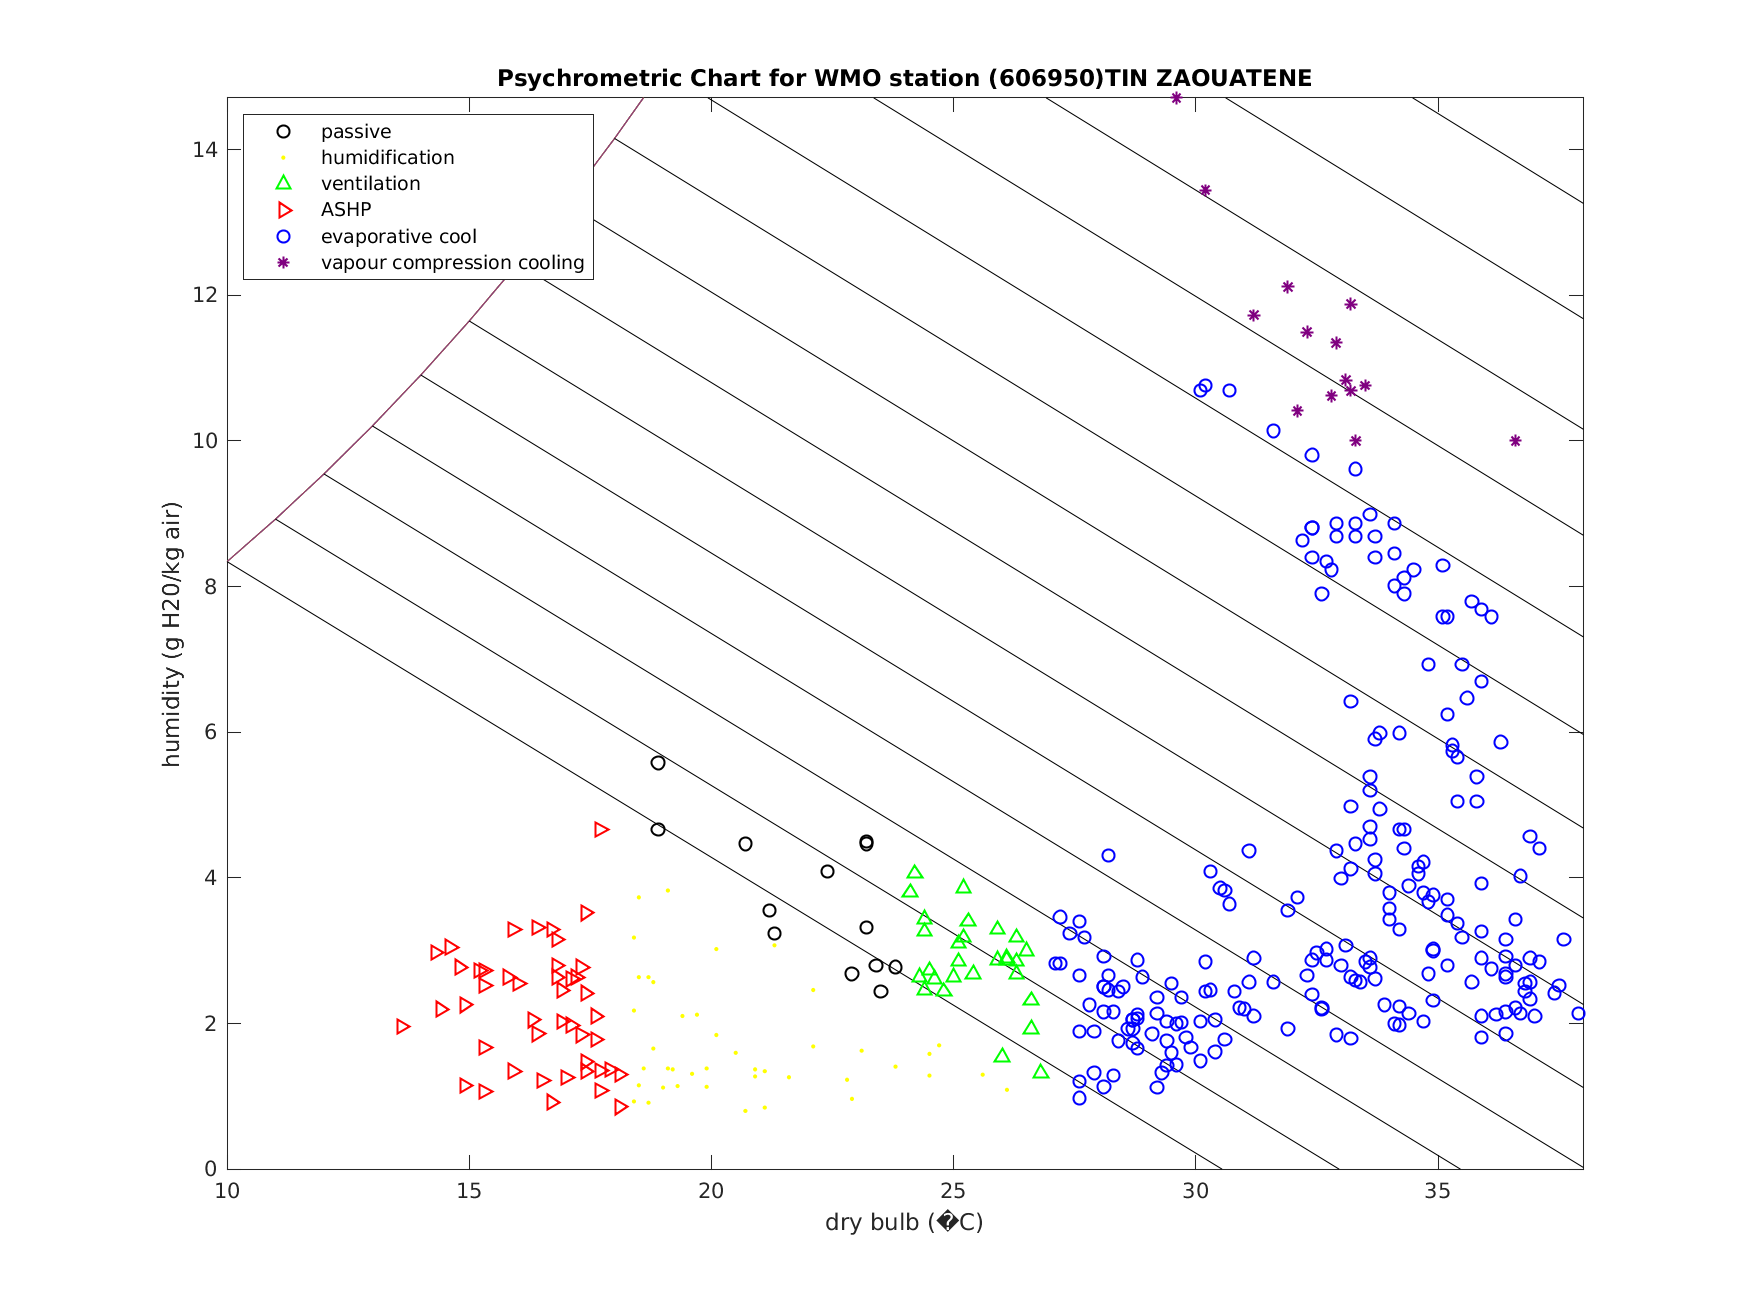 Psychrometric Chart for WMO station (606950)TIN ZAOUATENE
passive
humidification
ventilation
ASHP
evaporative cool
vapour compression cooling
humidity (g H20/kg air)
14
12
10
8
6
4
2
0
10 15 20 25 30 35
dry bulb (�C)